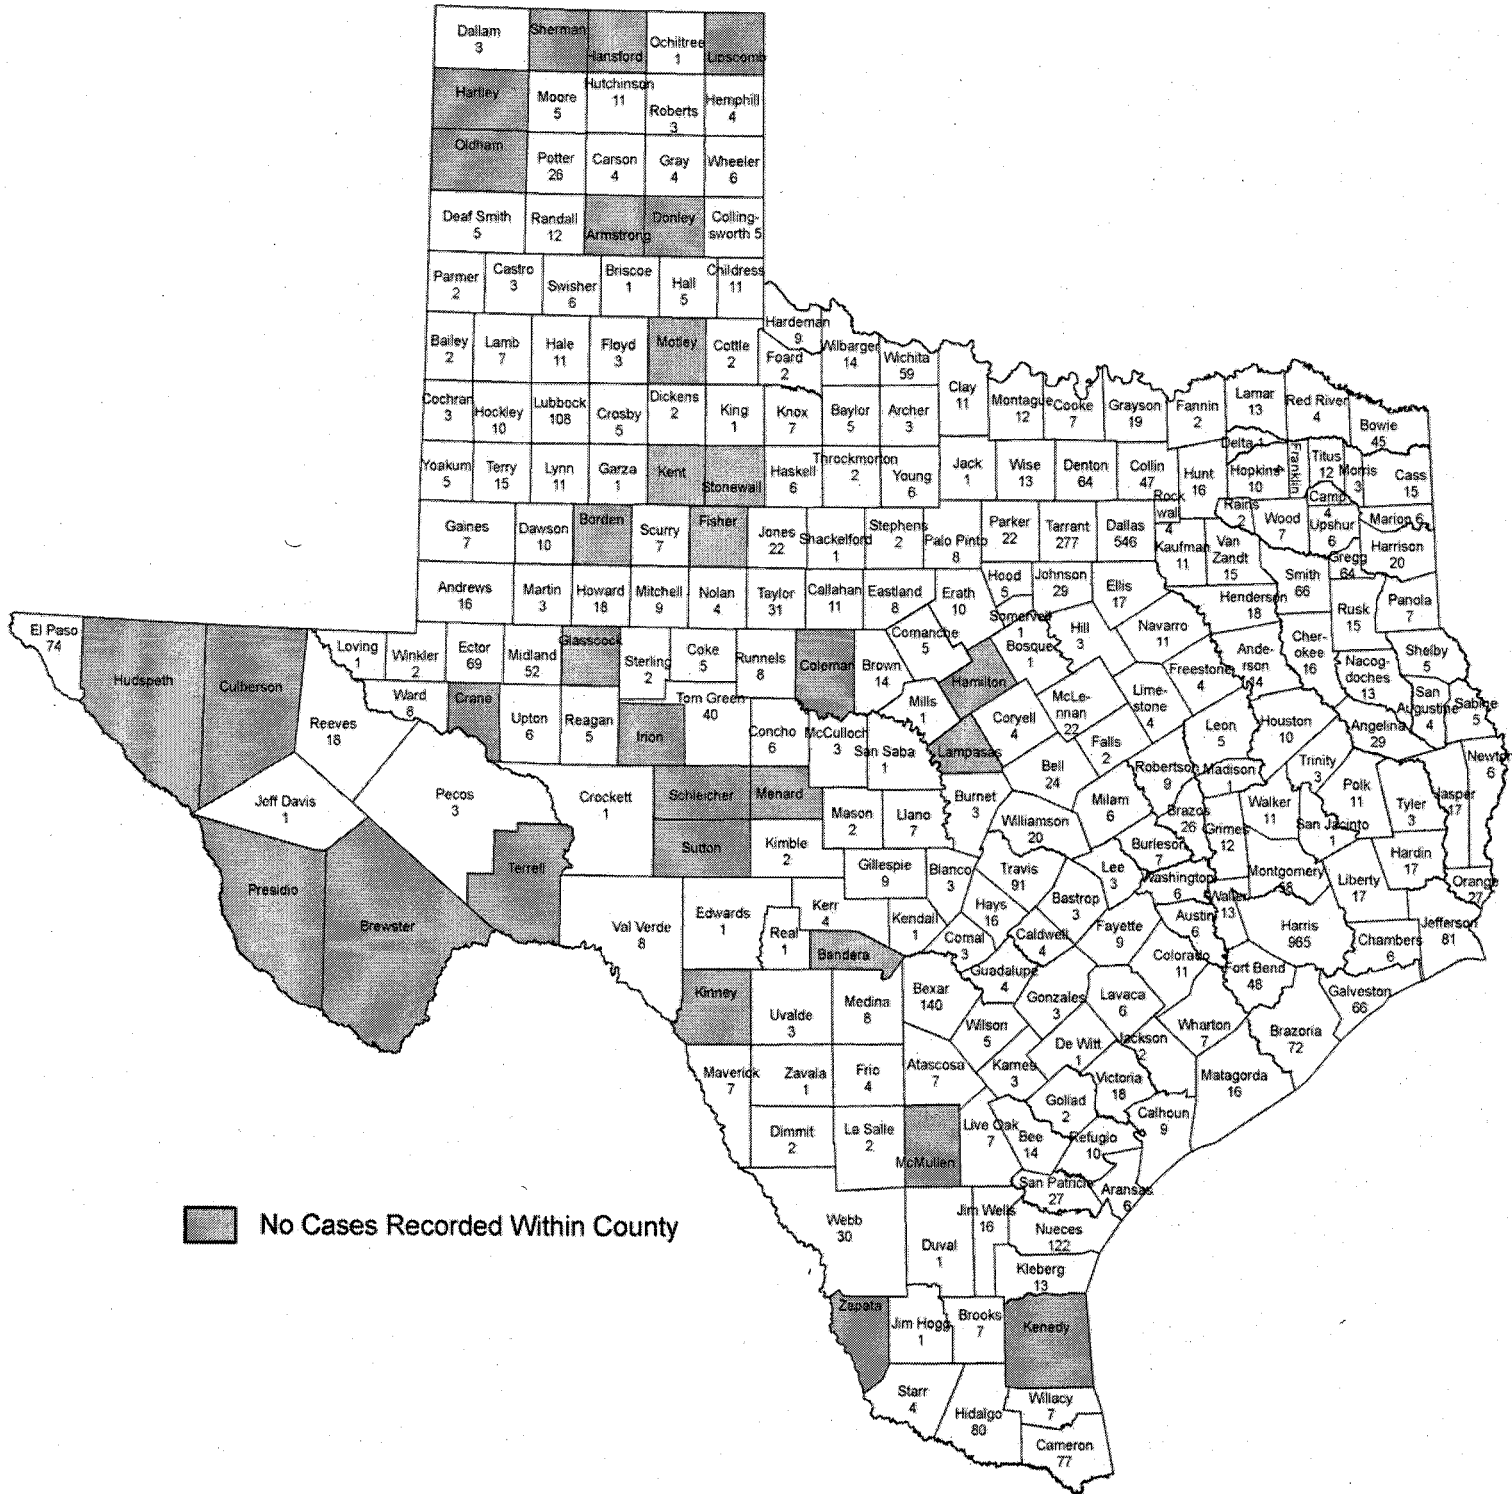 Dallam
3
Sherman
Hansford
Ochiltree
1
Lipscomb
Hartley
Moore
5
Hutchinson
11
Roberts
3
Hemphill
4
Oldham
Potter
26
Carson
4
Gray
4
Wheeler
6
Deaf Smith
5
Randall
12
Armstrong
Donley
Colling-
sworth 5
Parmer
2
Castro
3
Swisher
6
Briscoe
1
Hall
5
Childress
11
Hardeman
9
Bailey
2
Lamb
7
Hale
11
Floyd
3
Motley
Cottle
2
Foard
2
Wilbarger
14
Wichita
59
Clay
11
Montague
12
Cooke
7
Grayson
19
Fannin
2
Lamar
13
Red River
4
Bowie
45
Cochran
3
Hockley
10
Lubbock
108
Crosby
5
Dickens
2
King
1
Knox
7
Baylor
5
Archer
3
Yoakum
5
Terry
15
Lynn
11
Garza
1
Kent
Stonewall
Haskell
6
Throckmorton
2
Young
6
Jack
1
Wise
13
Denton
64
Collin
47
Hunt
16
Delta 1
Hopkins
10
Franklin
Titus
12
Camp
4
Morris
3
Cass
15
Gaines
7
Dawson
10
Borden
Scurry
7
Fisher
Jones
22
Shackelford
1
Stephens
2
Palo Pinto
8
Parker
22
Tarrant
277
Dallas
546
Rock
wall
4
Kaufman
11
Rains
2
Van
Zandt
15
Wood
7
Upshur
6
Marion 6
Gregg
64
Harrison
20
Andrews
16
Martin
3
Howard
18
Mitchell
9
Nolan
4
Taylor
31
Callahan
11
Eastland
8
Erath
10
Hood
5
Somervell
1
Johnson
29
Ellis
17
Henderson
18
Smith
66
Rusk
15
Panola
7
El Paso
74
Hudspeth
Culberson
Loving
1
Winkler
2
Ector
69
Midland
52
Glasscock
Sterling
2
Coke
5
Runnels
8
Coleman
Brown
14
Comanche
5
Hamilton
Bosque
1
Hill
3
Navarro
11
Freestone
4
Ande-
rson
14
Cher-
okee
16
Nacog-
doches
13
Shelby
5
San
Augustine
4
Sabine
5
Reeves
18
Ward
8
Crane
Upton
6
Reagan
5
Irion
Tom Green
40
Concho
6
McCulloch
3
San Saba
1
Mills
1
Lampasas
Coryell
4
McLe-
nnan
22
Lime-
stone
4
Falls
2
Leon
5
Houston
10
Angelina
29
Trinity
3
Jeff Davis
1
Pecos
3
Crockett
1
Schleicher
Menard
Mason
2
Llano
7
Burnet
3
Bell
24
Milam
6
Robertson
9
Madison
1
Brazos
26
Walker
11
Polk
11
San Jacinto
1
Tyler
3
Jasper
17
Newton
6
Presidio
Brewster
Terrell
Sutton
Kimble
2
Gillespie
9
Blanco
3
Williamson
20
Travis
91
Lee
3
Burleson
7
Grimes
12
Washington
6
Montgomery
Liberty
17
Hardin
17
Orange
27
Val Verde
8
Edwards
1
Real
1
Kerr
4
Kendall
1
Bandera
Hays
16
Bastrop
3
Fayette
9
Austin
6
Waller
13
Harris
965
Chambers
6
Jefferson
81
Kinney
Uvalde
3
Medina
8
Bexar
140
Comal
3
Caldwell
4
Guadalupe
4
Gonzales
3
Lavaca
6
Colorado
11
Fort Bend
Galveston
66
Wilson
5
De Witt
1
Jackson
2
Wharton
7
Brazoria
72
Maverick
7
Zavala
1
Frio
4
Atascosa
7
Karnes
3
Victoria
18
Matagorda
16
Goliad
2
Calhoun
9
Dimmit
2
La Salle
2
McMullen
Live Oak
7
Bee
14
Refugio
10
San Patricio
27
Aransas
6
Webb
30
Duval
1
Jim Wells
16
Nueces
122
Kleberg
13
Zapata
Jim Hogg
1
Brooks
7
Kenedy
Starr
4
Hidalgo
80
Willacy
7
Cameron
77
No Cases Recorded Within County